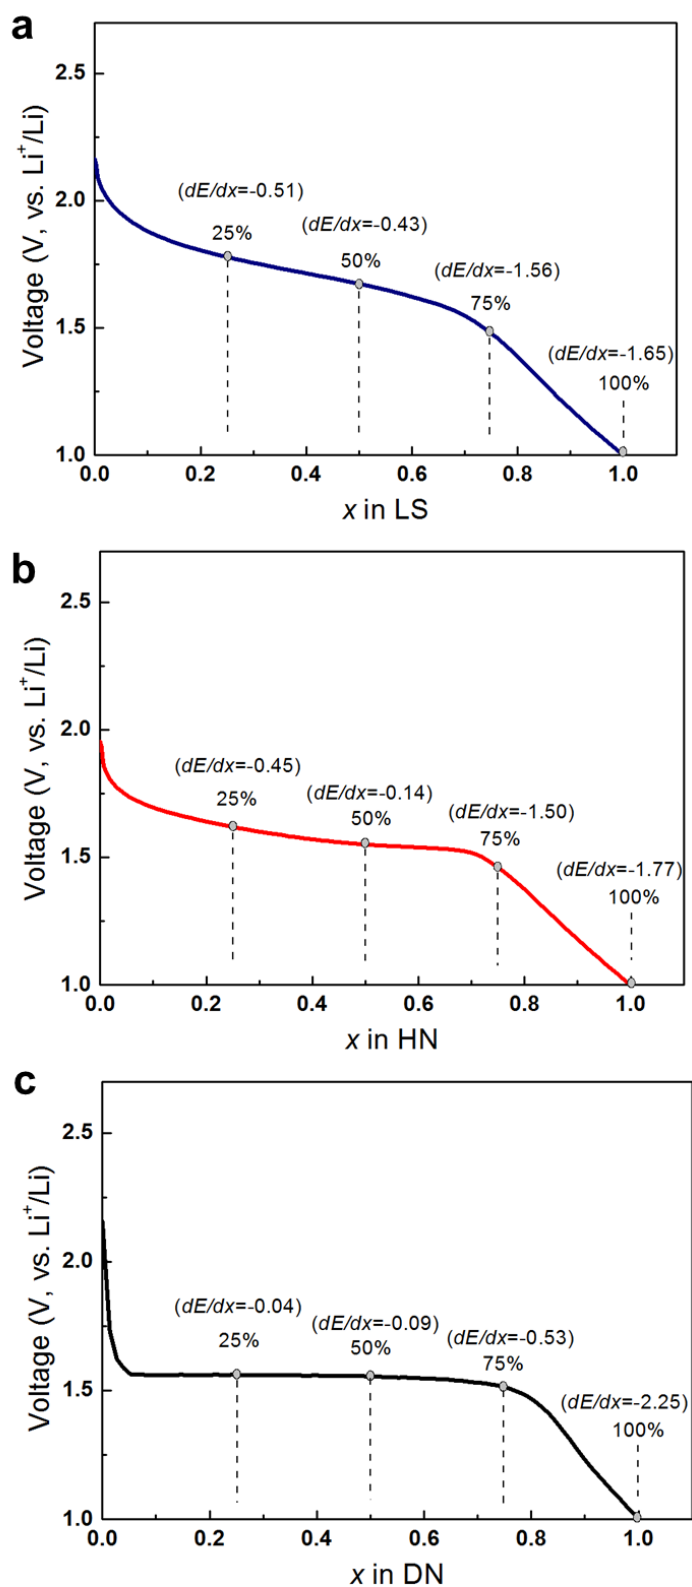 a
Voltage (V, vs. Li⁺/Li)
2.5
2.0
1.5
1.0
(dE/dx=-0.51)
25%
(dE/dx=-0.43)
50%
(dE/dx=-1.56)
75%
(dE/dx=-1.65)
100%
0.0 0.2 0.4 0.6 0.8 1.0
x in LS
b
Voltage (V, vs. Li⁺/Li)
2.5
2.0
1.5
1.0
(dE/dx=-0.45)
25%
(dE/dx=-0.14)
50%
(dE/dx=-1.50)
75%
(dE/dx=-1.77)
100%
0.0 0.2 0.4 0.6 0.8 1.0
x in HN
c
Voltage (V, vs. Li⁺/Li)
2.5
2.0
1.5
1.0
(dE/dx=-0.04)
25%
(dE/dx=-0.09)
50%
(dE/dx=-0.53)
75%
(dE/dx=-2.25)
100%
0.0 0.2 0.4 0.6 0.8 1.0
x in DN